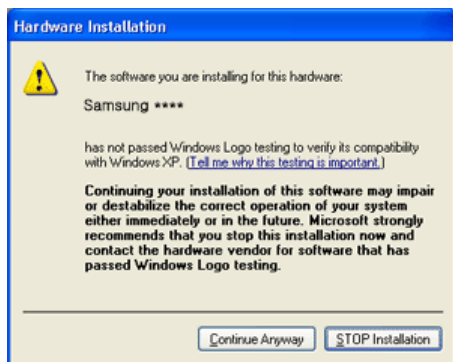 Hardware Installation
The software you are installing for this hardware:
Samsung ****
has not passed Windows Logo testing to verify its compatibility
with Windows XP. (Tell me why this testing is important.)
Continuing your installation of this software may impair
or destabilize the correct operation of your system
either immediately or in the future. Microsoft strongly
recommends that you stop this installation now and
contact the hardware vendor for software that has
passed Windows Logo testing.
Continue Anyway STOP Installation